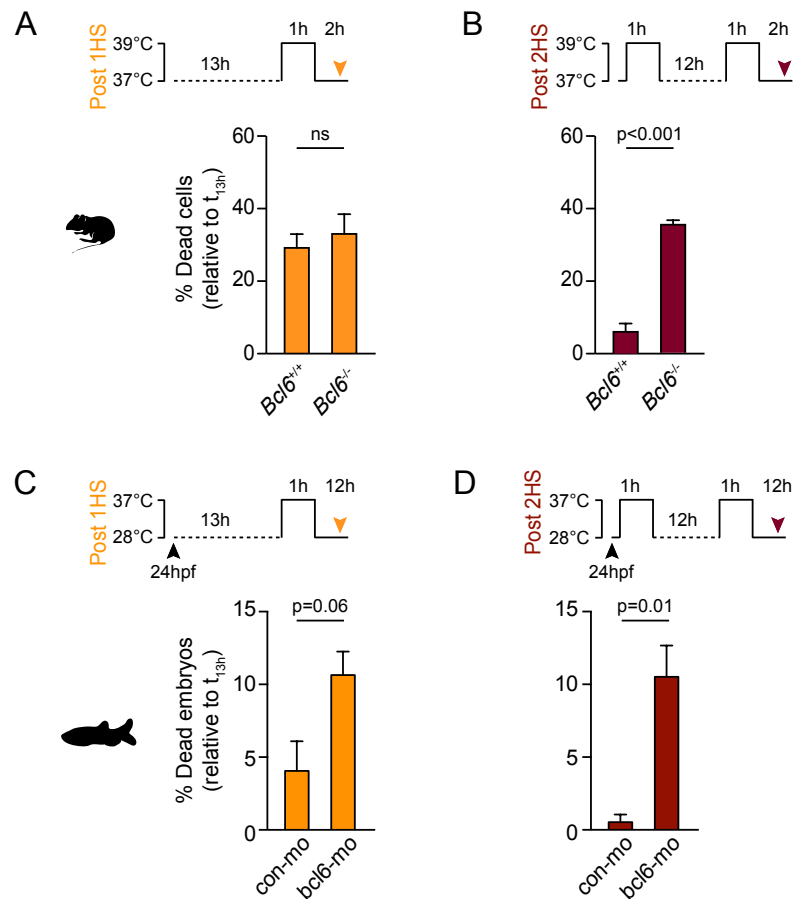 A
Post 1HS
39°C
37°C
13h
1h
2h
% Dead cells
(relative to t13h)
60
40
20
0
ns
Bcl6+/+
Bcl6-/-
B
Post 2HS
39°C
37°C
1h
12h
1h
2h
60
40
20
0
p<0.001
Bcl6+/+
Bcl6-/-
C
Post 1HS
37°C
28°C
13h
1h
12h
24hpf
% Dead embryos
(relative to t13h)
15
10
5
0
p=0.06
con-mo
bcl6-mo
D
Post 2HS
37°C
28°C
1h
12h
1h
12h
24hpf
15
10
5
0
p=0.01
con-mo
bcl6-mo